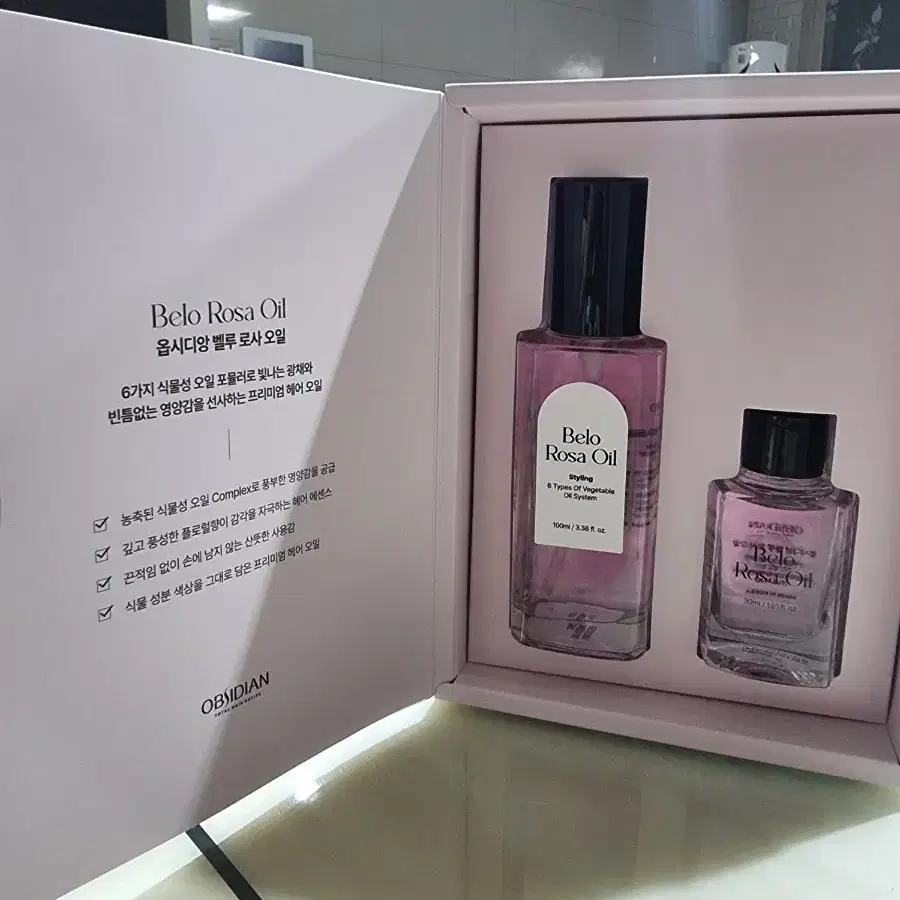 Belo Rosa Oil
옵시디앙 벨루 로사 오일
6가지 식물성 오일 포뮬러로 빛나는 광채와
빈틈없는 영양감을 선사하는 프리미엄 헤어 오일
농축된 식물성 오일 Complex로 풍부한 영양감을 공급
깊고 풍성한 플로럴향이 감각을 자극하는 헤어 에센스
끈적임 없이 손에 남지 않는 산뜻한 사용감
식물 성분 색상을 그대로 담은 프리미엄 헤어 오일
OBSIDIAN
TOTAL HAIR RECIPE
Belo
Rosa Oil
Styling
6 Types Of Vegetable
Oil System
100ml / 3.38 fl. oz.
Belo
Rosa Oil
30ml / 1.01 fl. oz.